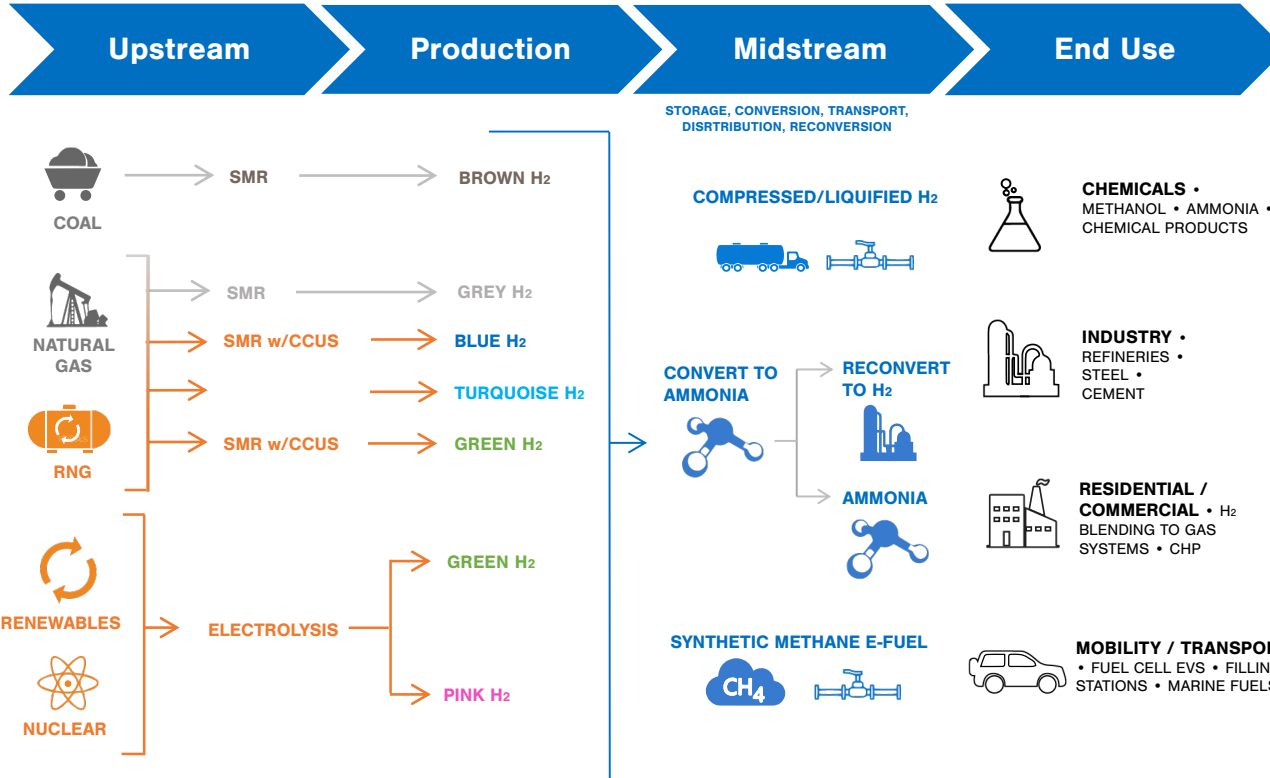 Upstream
Production
Midstream
End Use
STORAGE, CONVERSION, TRANSPORT,
DISRTRIBUTION, RECONVERSION
COAL
SMR
BROWN H2
NATURAL
GAS
SMR
GREY H2
SMR w/CCUS
BLUE H2
TURQUOISE H2
RNG
SMR w/CCUS
GREEN H2
RENEWABLES
NUCLEAR
ELECTROLYSIS
GREEN H2
PINK H2
COMPRESSED/LIQUIFIED H2
CONVERT TO
AMMONIA
RECONVERT
TO H2
AMMONIA
SYNTHETIC METHANE E-FUEL
CH4
CHEMICALS •
METHANOL • AMMONIA •
CHEMICAL PRODUCTS
INDUSTRY •
REFINERIES •
STEEL •
CEMENT
RESIDENTIAL /
COMMERCIAL • H2
BLENDING TO GAS
SYSTEMS • CHP
MOBILITY / TRANSPOR
• FUEL CELL EVS • FILLIN
STATIONS • MARINE FUELS